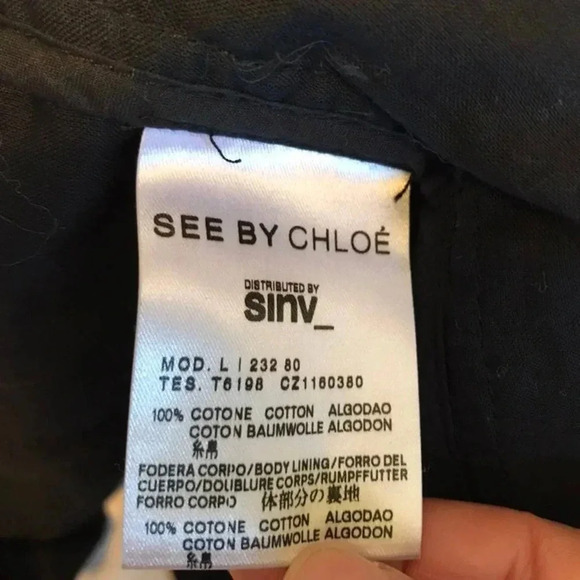 SEE BY CHLOÉ
DISTRIBUTED BY
sinv_
MOD. L I 232 80
TES. T6198 CZ1160380
100% COTONE COTTON ALGODAO
COTON BAUMWOLLE ALGODON
FODERA CORPO/BODY LINING/FORRO DEL
CUERPO/DOUBLURE CORPS/RUMPFFUTTER
FORRO CORPO 体部分の裏地
100% COTONE COTTON ALGODAO
COTON BAUMWOLLE ALGODON